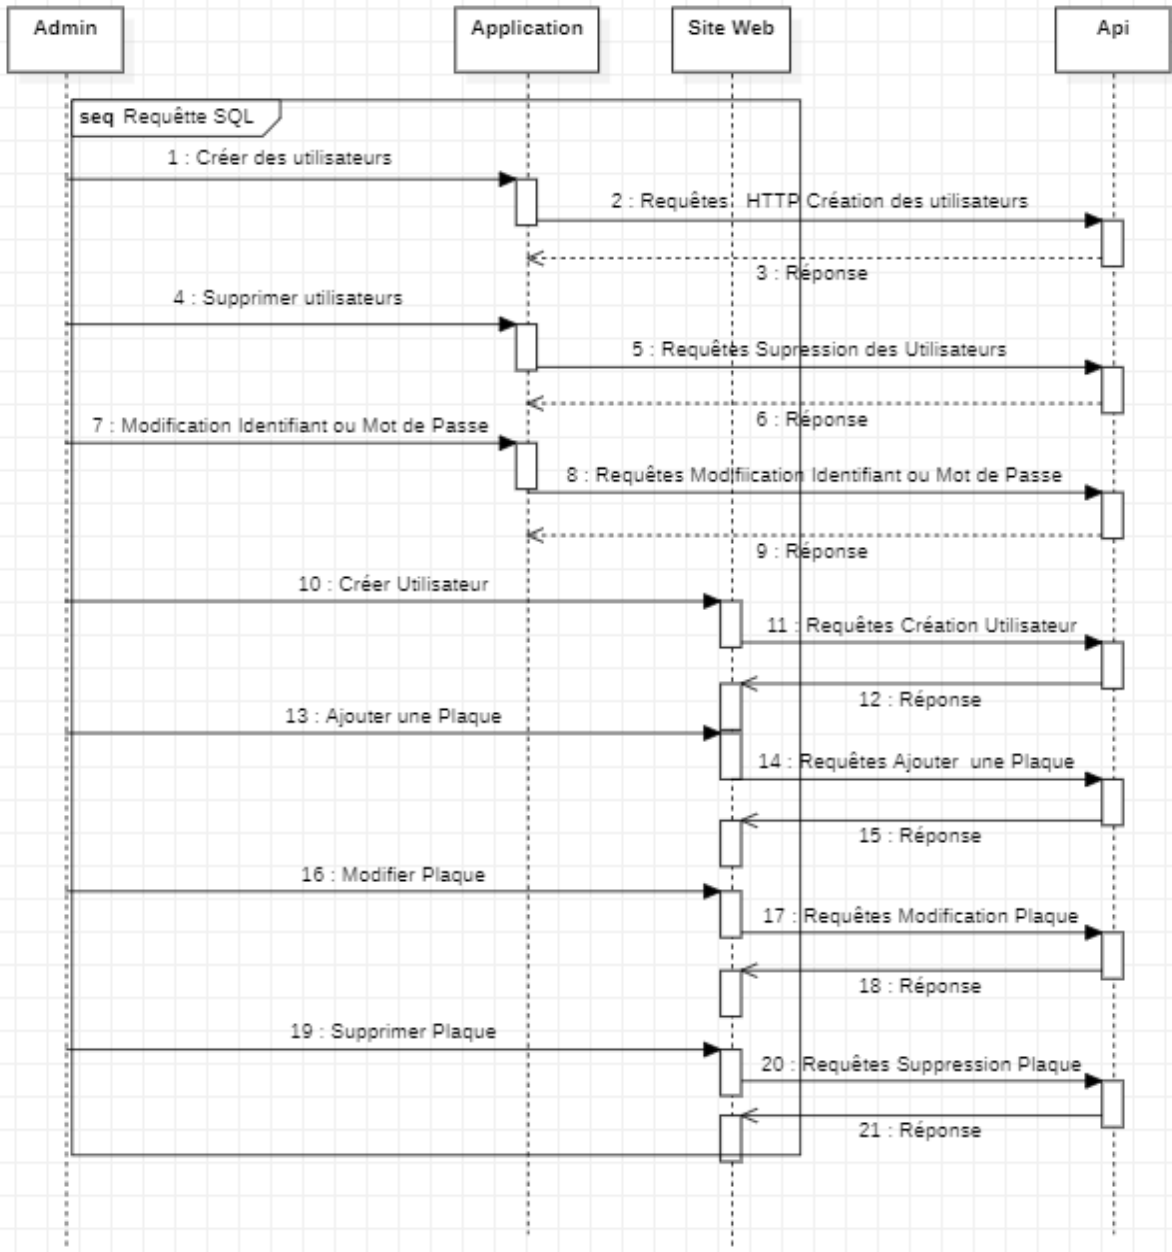 Admin
Application
Site Web
Api
seq Requêtte SQL
1 : Créer des utilisateurs
2 : Requêtes HTTP Création des utilisateurs
3 : Réponse
4 : Supprimer utilisateurs
5 : Requêtes Supression des Utilisateurs
6 : Réponse
7 : Modification Identifiant ou Mot de Passe
8 : Requêtes Modifiication Identifiant ou Mot de Passe
9 : Réponse
10 : Créer Utilisateur
11 : Requêtes Création Utilisateur
12 : Réponse
13 : Ajouter une Plaque
14 : Requêtes Ajouter une Plaque
15 : Réponse
16 : Modifier Plaque
17 : Requêtes Modification Plaque
18 : Réponse
19 : Supprimer Plaque
20 : Requêtes Suppression Plaque
21 : Réponse